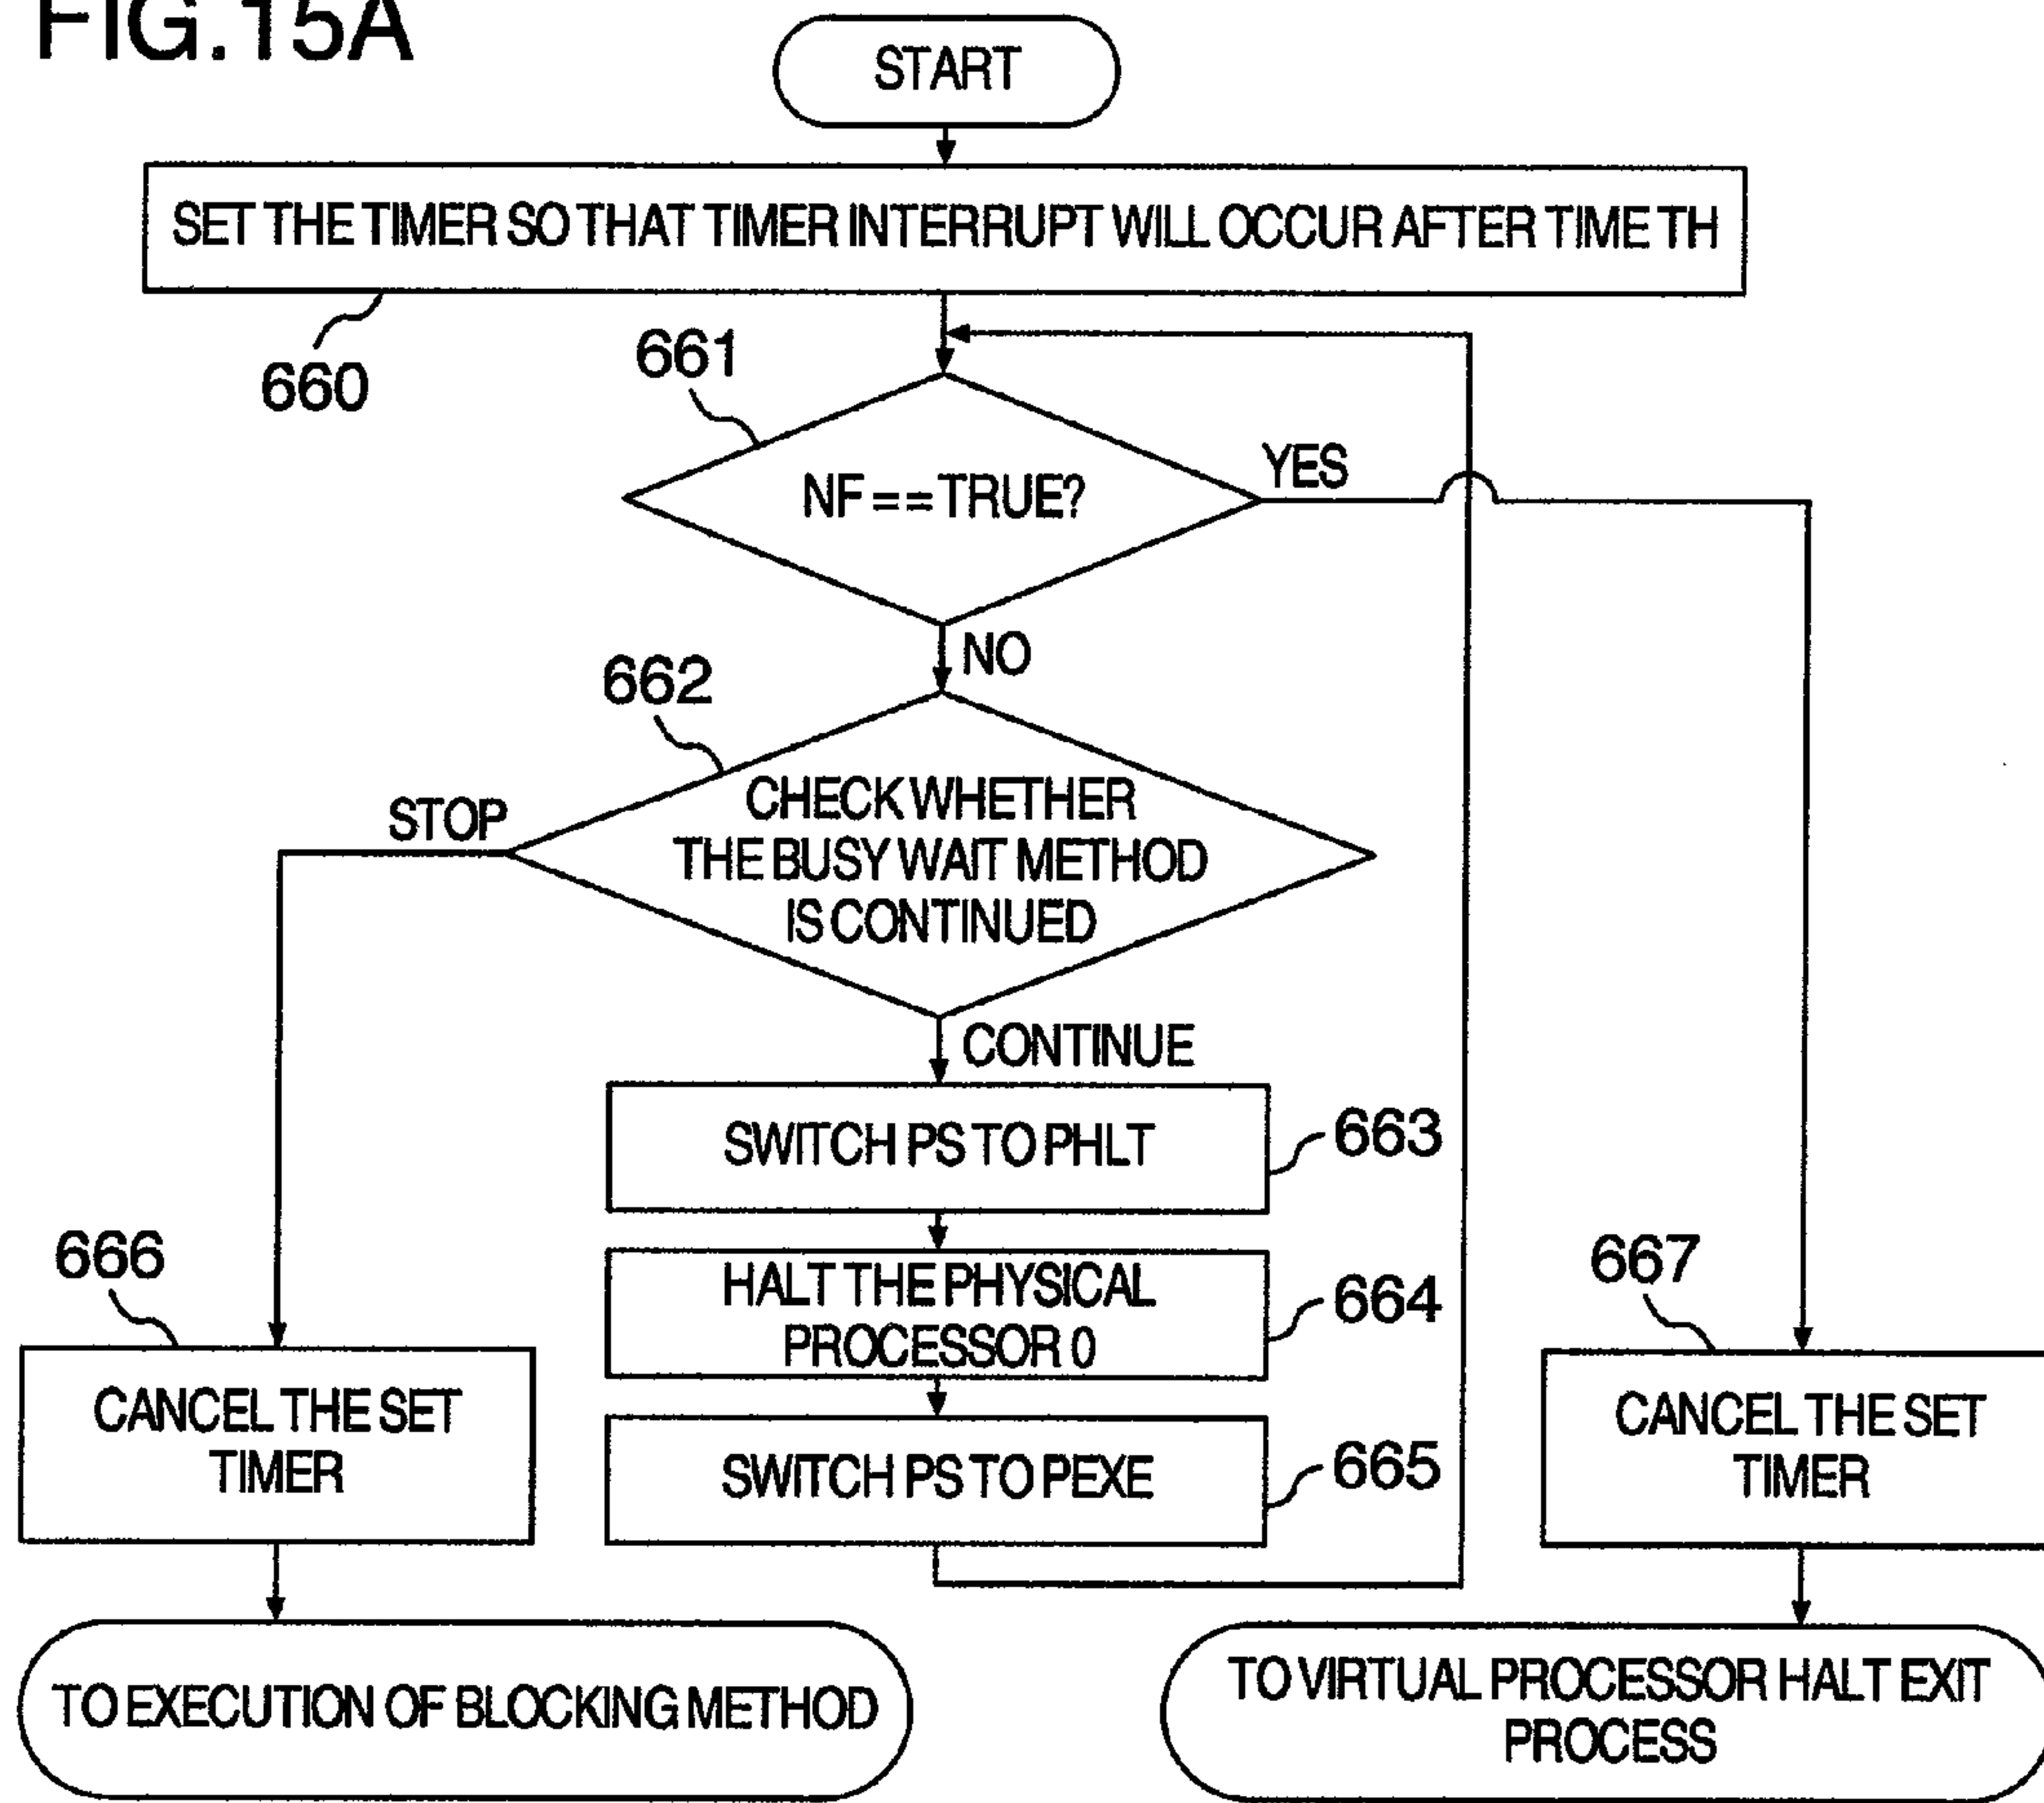 FIG.15A
START
SET THE TIMER SO THAT TIMER INTERRUPT WILL OCCUR AFTER TIME TH
660
661
NF==TRUE?
YES
NO
662
CHECK WHETHER
THE BUSY WAIT METHOD
IS CONTINUED
STOP
CONTINUE
SWITCH PS TO PHLT
663
HALT THE PHYSICAL
PROCESSOR 0
664
SWITCH PS TO PEXE
665
666
CANCEL THE SET
TIMER
667
CANCEL THE SET
TIMER
TO EXECUTION OF BLOCKING METHOD
TO VIRTUAL PROCESSOR HALT EXIT
PROCESS